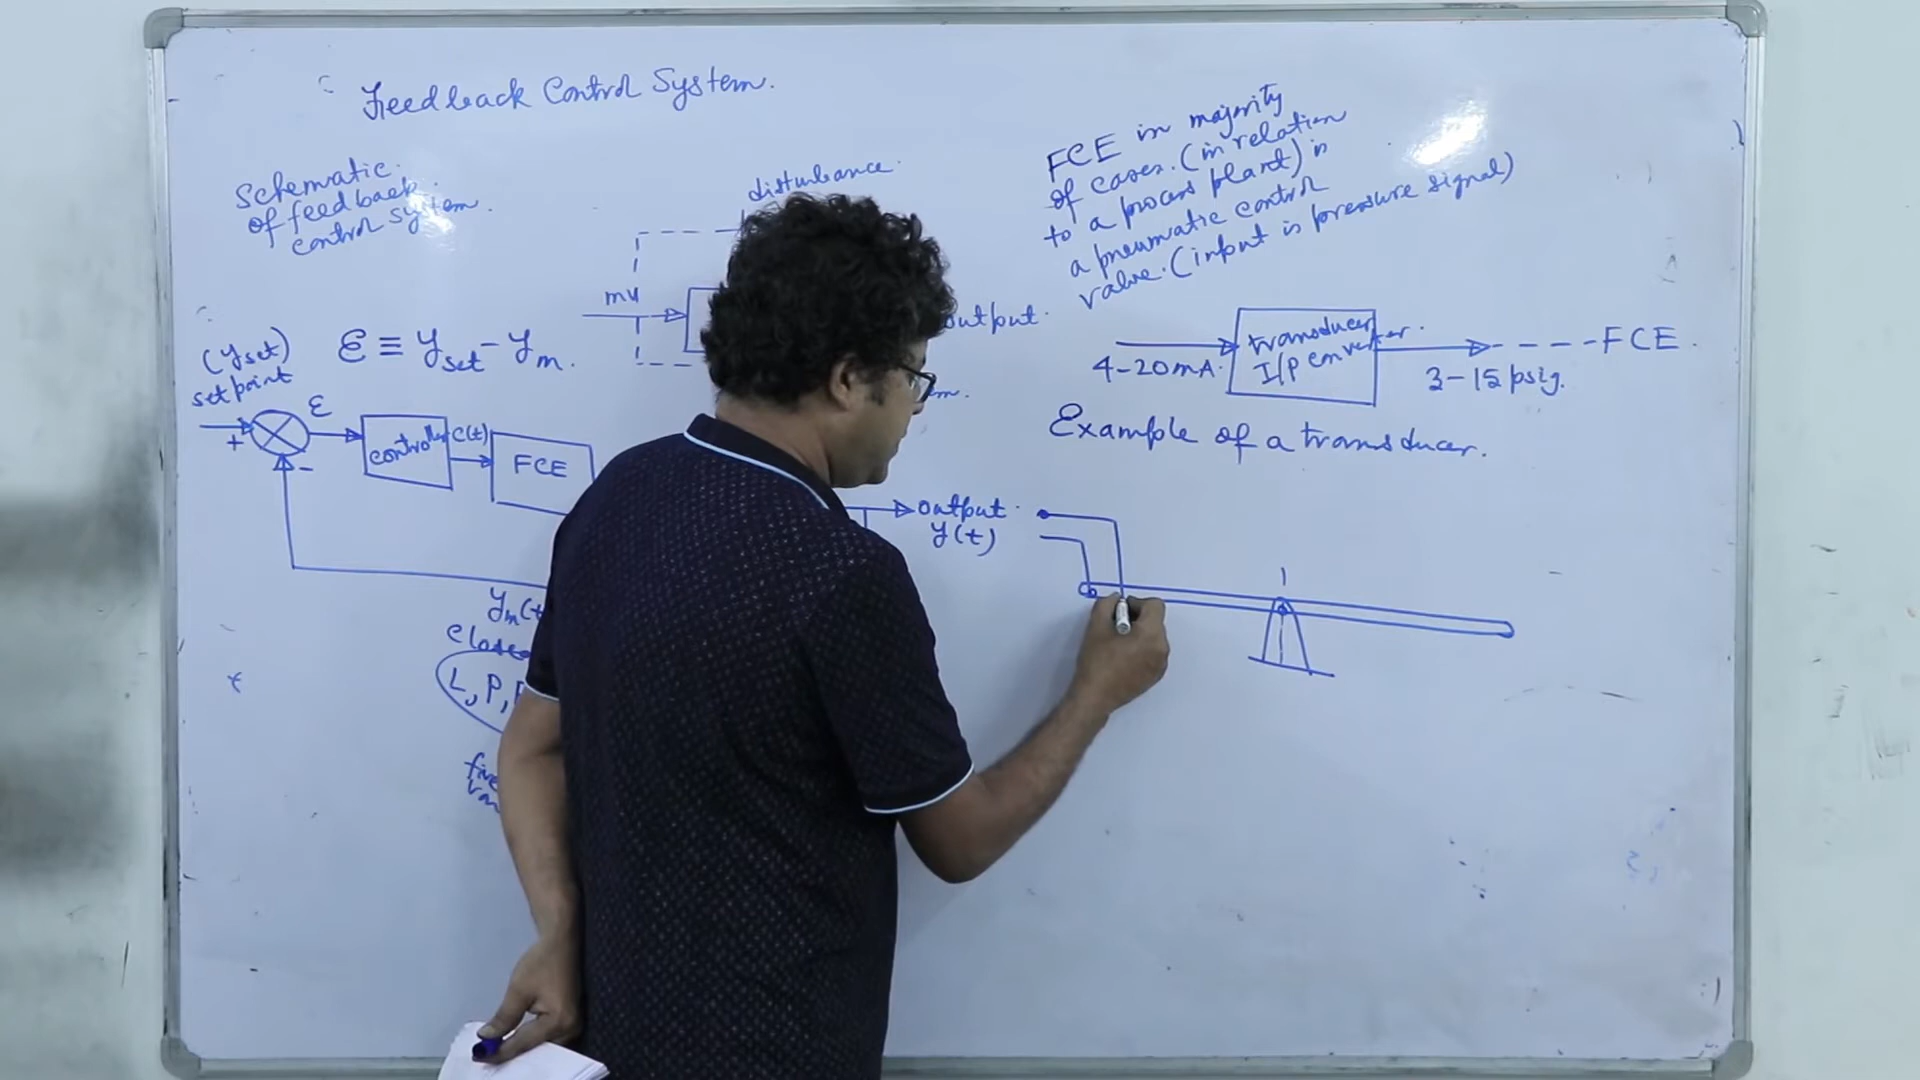 Feedback Control System.
Schematic
of feedback
control system.
disturbance
mv
output.
(yset)
set point
ℰ ≡ yset - ym.
+
ε
-
controller
c(t)
FCE
output
y(t)
ym(t
L, P,
FCE in majority
of cases. (in relation
to a process plant) is
a pneumatic control
valve. (input is pressure signal)
4-20mA.
transducer
I/P converter.
3-15 psig.
FCE.
Example of a transducer.